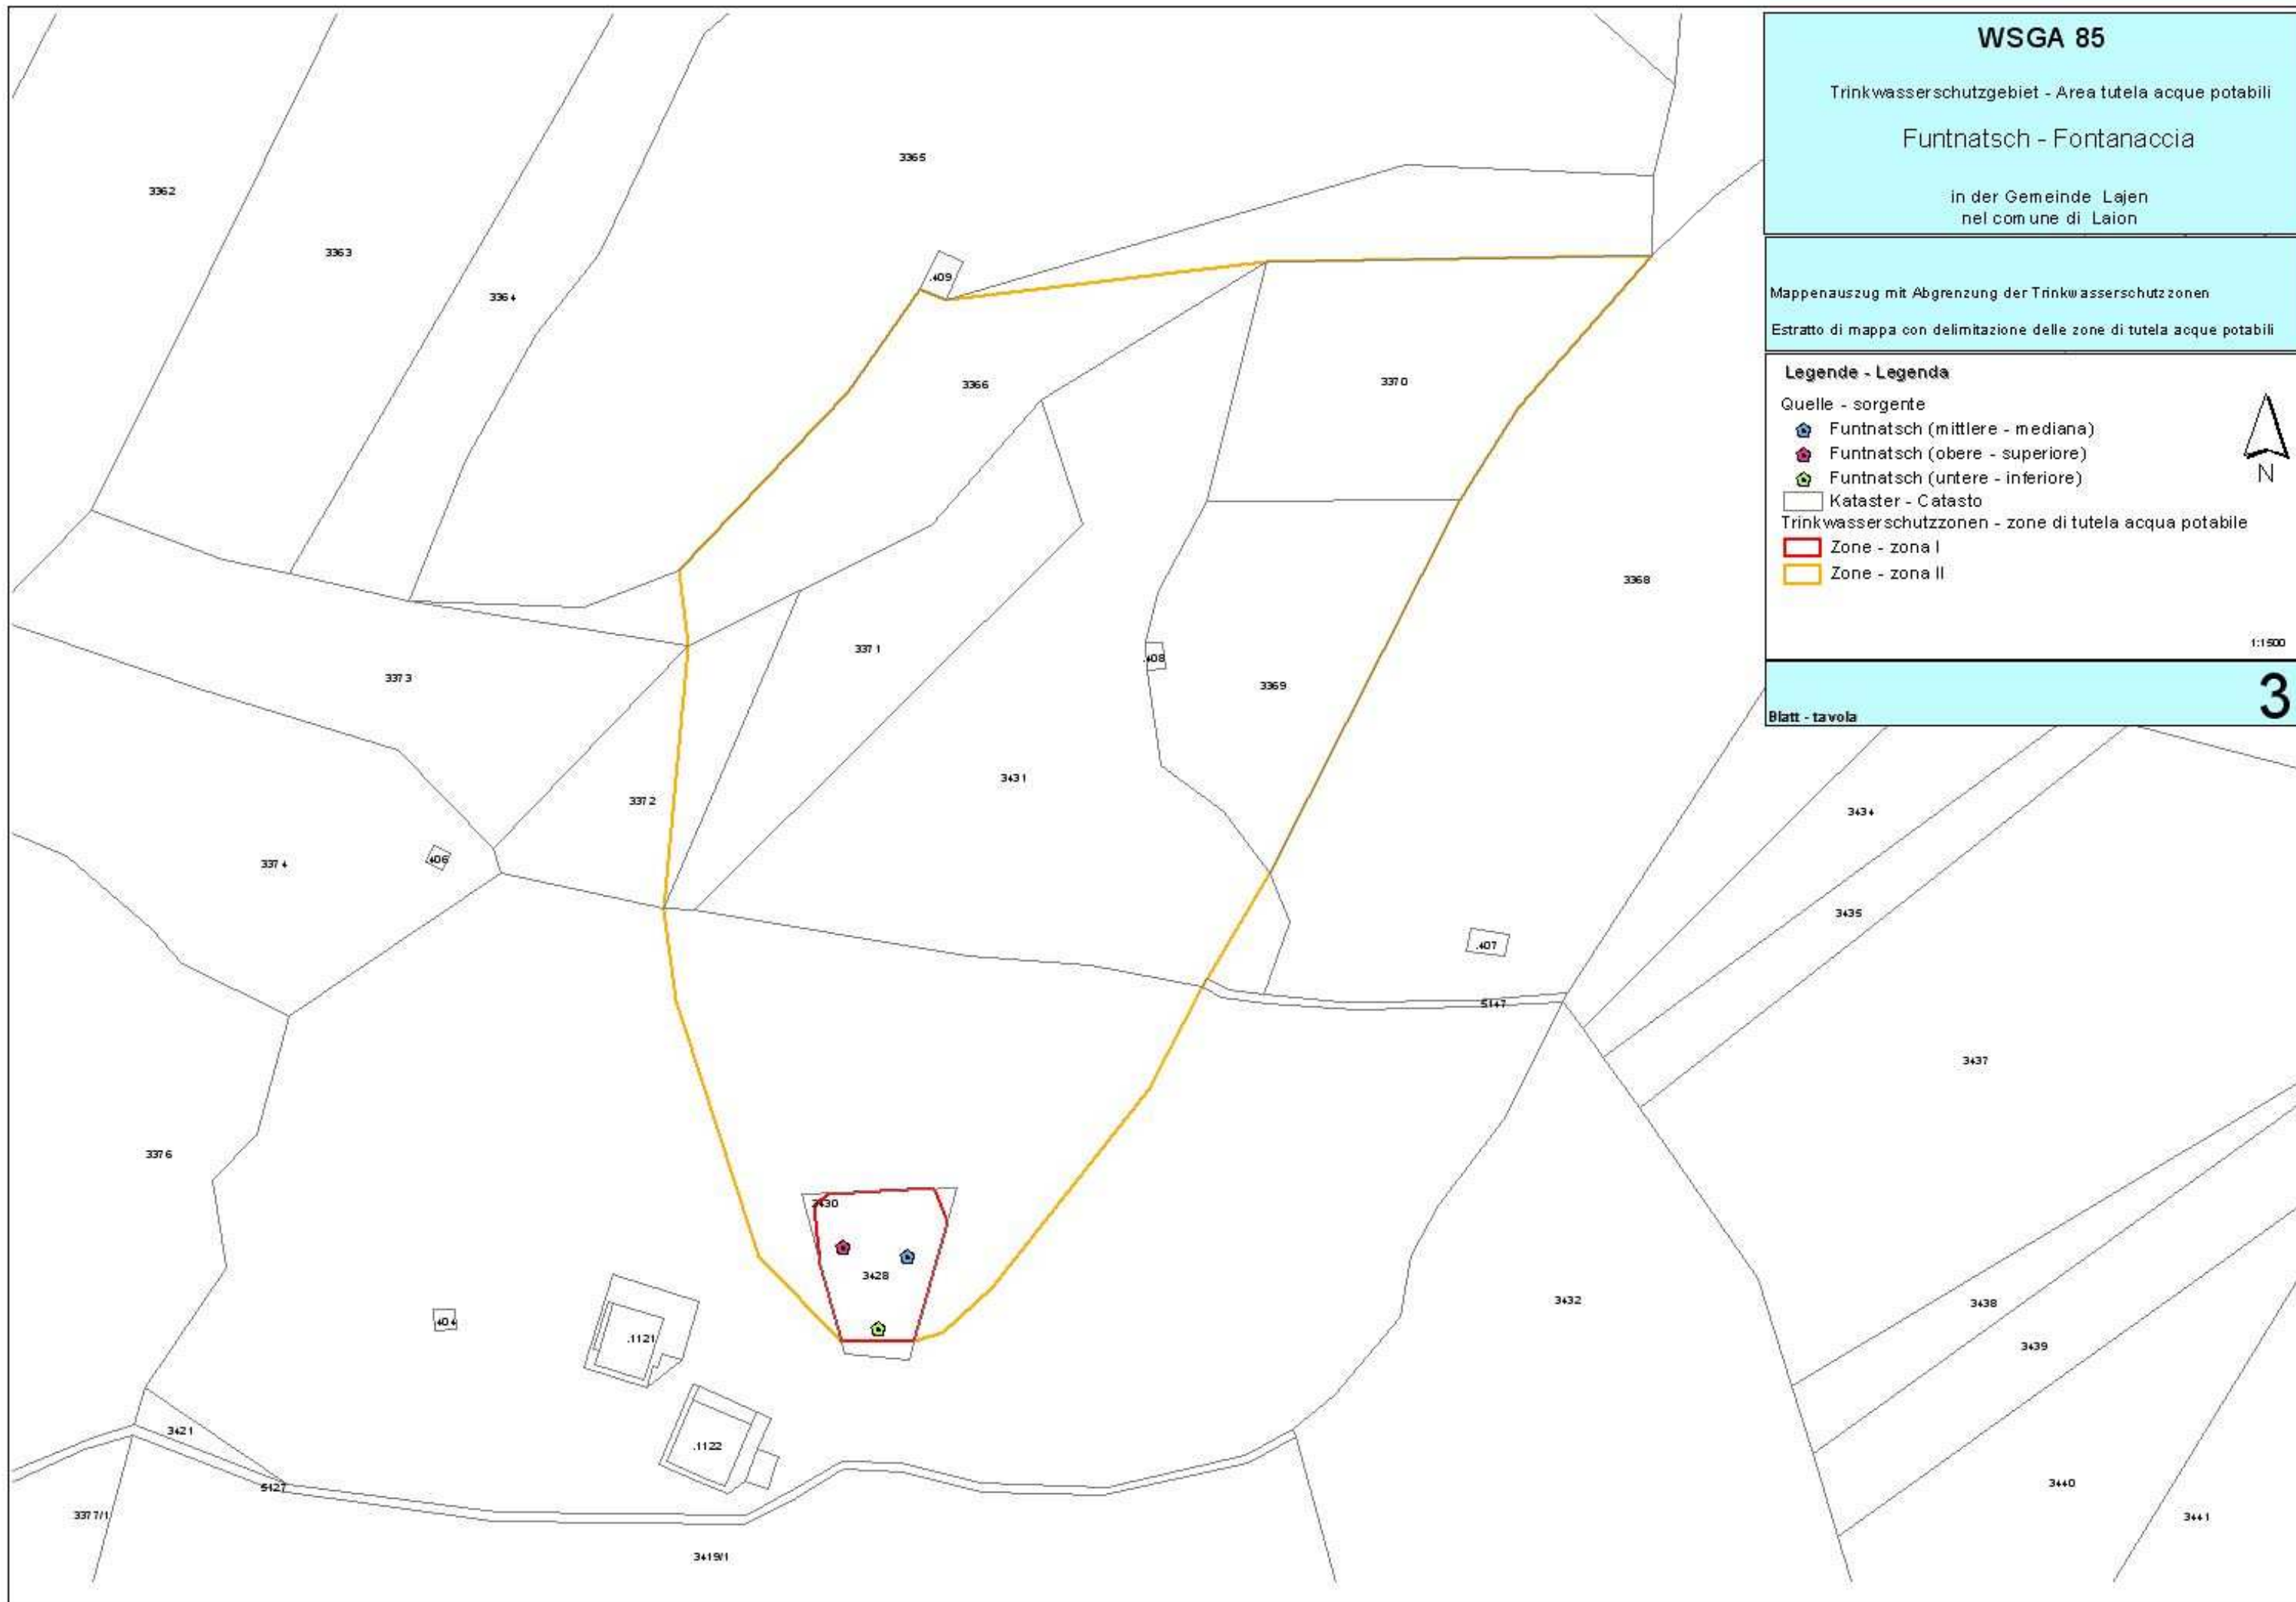 WSGA 85
Trinkwasserschutzgebiet - Area tutela acque potabili
Funtnatsch - Fontanaccia
in der Gemeinde Lajen
nel comune di Laion
Mappenauszug mit Abgrenzung der Trinkwasserschutzzonen
Estratto di mappa con delimitazione delle zone di tutela acque potabili
Legende - Legenda
Quelle - sorgente
Funtnatsch (mittlere - mediana)
Funtnatsch (obere - superiore)
Funtnatsch (untere - inferiore)
Kataster - Catasto
Trinkwasserschutzzonen - zone di tutela acqua potabile
Zone - zona I
Zone - zona II
N
1:1500
Blatt - tavola
3
3365
3362
3363
3364
.409
3366
3370
3368
3371
.408
3373
3369
3431
3372
3434
.406
3374
3435
.407
5147
3437
3376
3430
3428
3432
3438
.404
.1121
3439
3421
.1122
3440
5127
3377/1
3441
3419/1